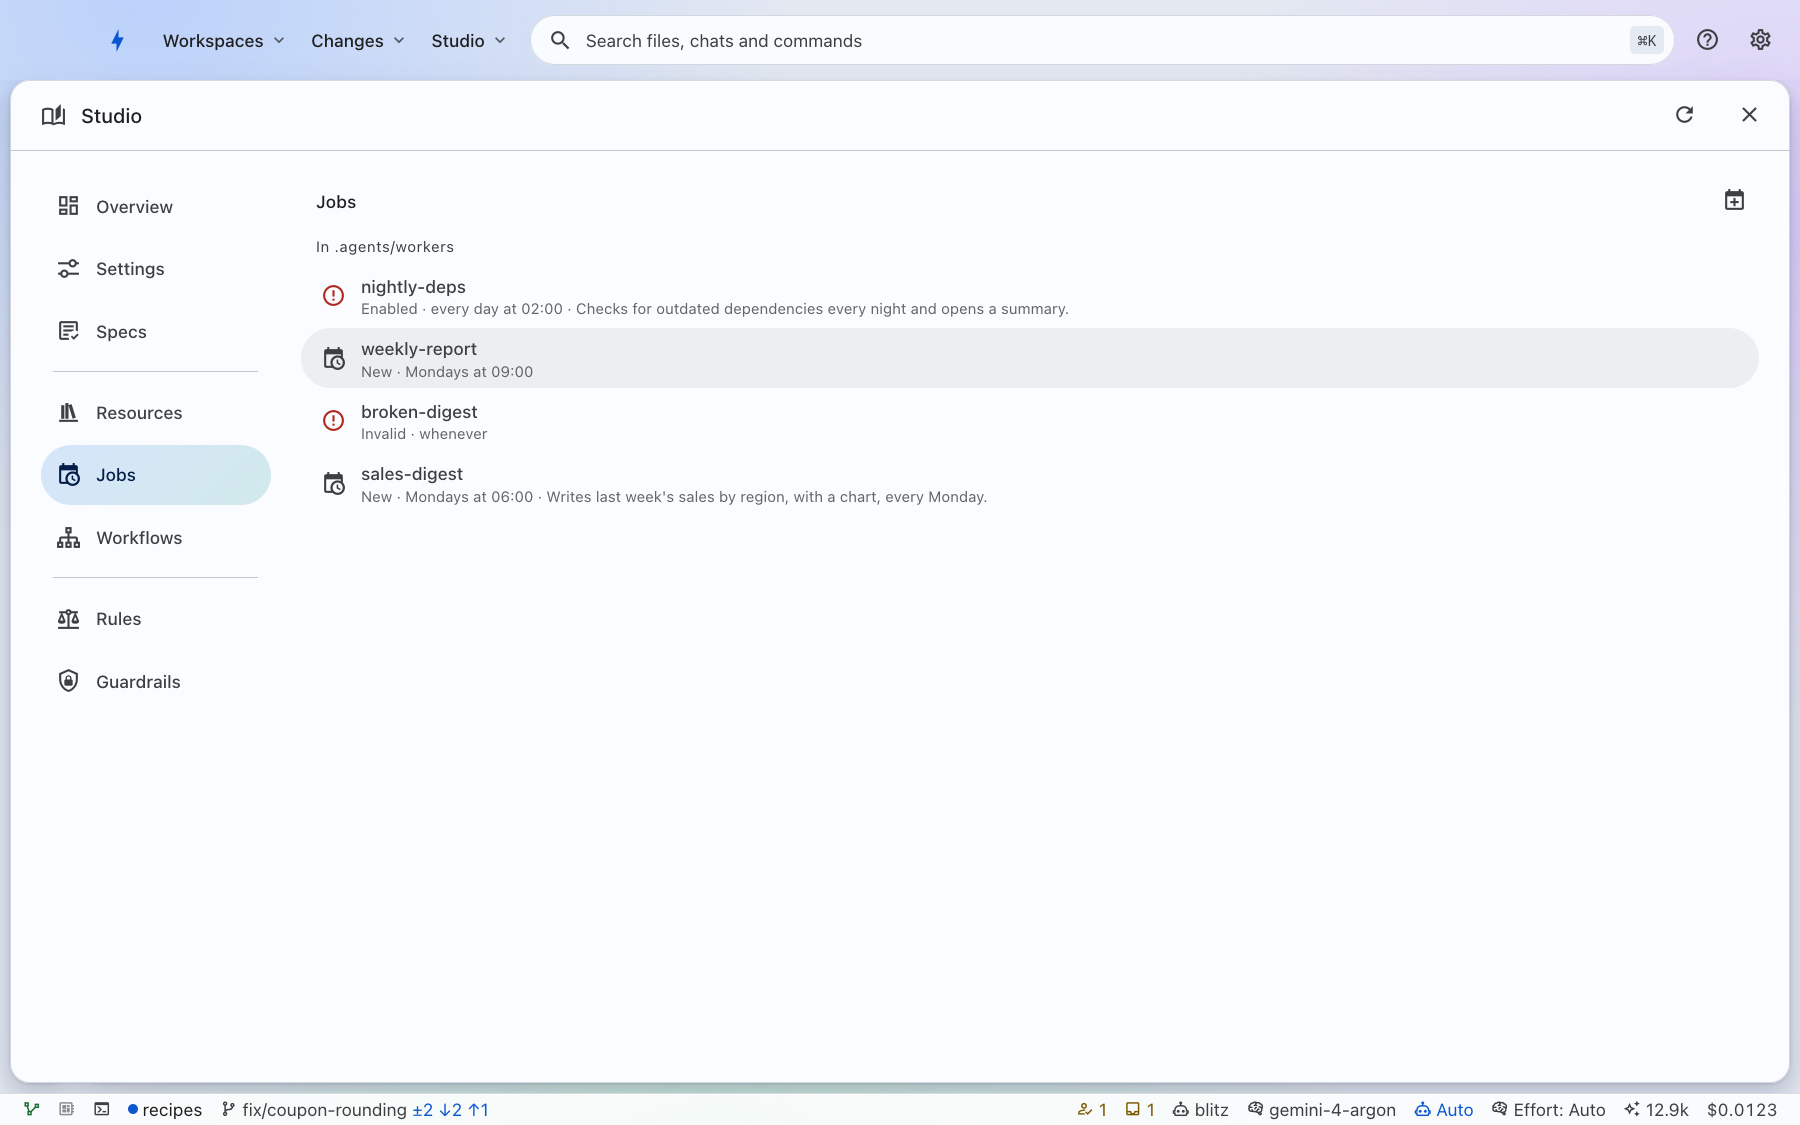 Workspaces
Changes
Studio
Search files, chats and commands
⌘K
Studio
Overview
Settings
Specs
Resources
Jobs
Workflows
Rules
Guardrails
Jobs
In .agents/workers
nightly-deps
Enabled · every day at 02:00 · Checks for outdated dependencies every night and opens a summary.
weekly-report
New · Mondays at 09:00
broken-digest
Invalid · whenever
sales-digest
New · Mondays at 06:00 · Writes last week's sales by region, with a chart, every Monday.
recipes
fix/coupon-rounding ±2 ↓2 ↑1
1
1
blitz
gemini-4-argon
Auto
Effort: Auto
12.9k
$0.0123